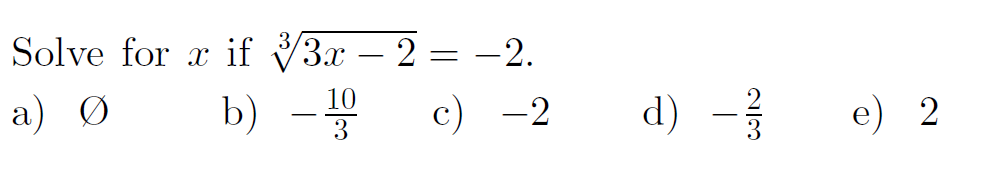 Solve for x if ∛(3x − 2) = −2.
a) Ø b) −10/3 c) −2 d) −2/3 e) 2